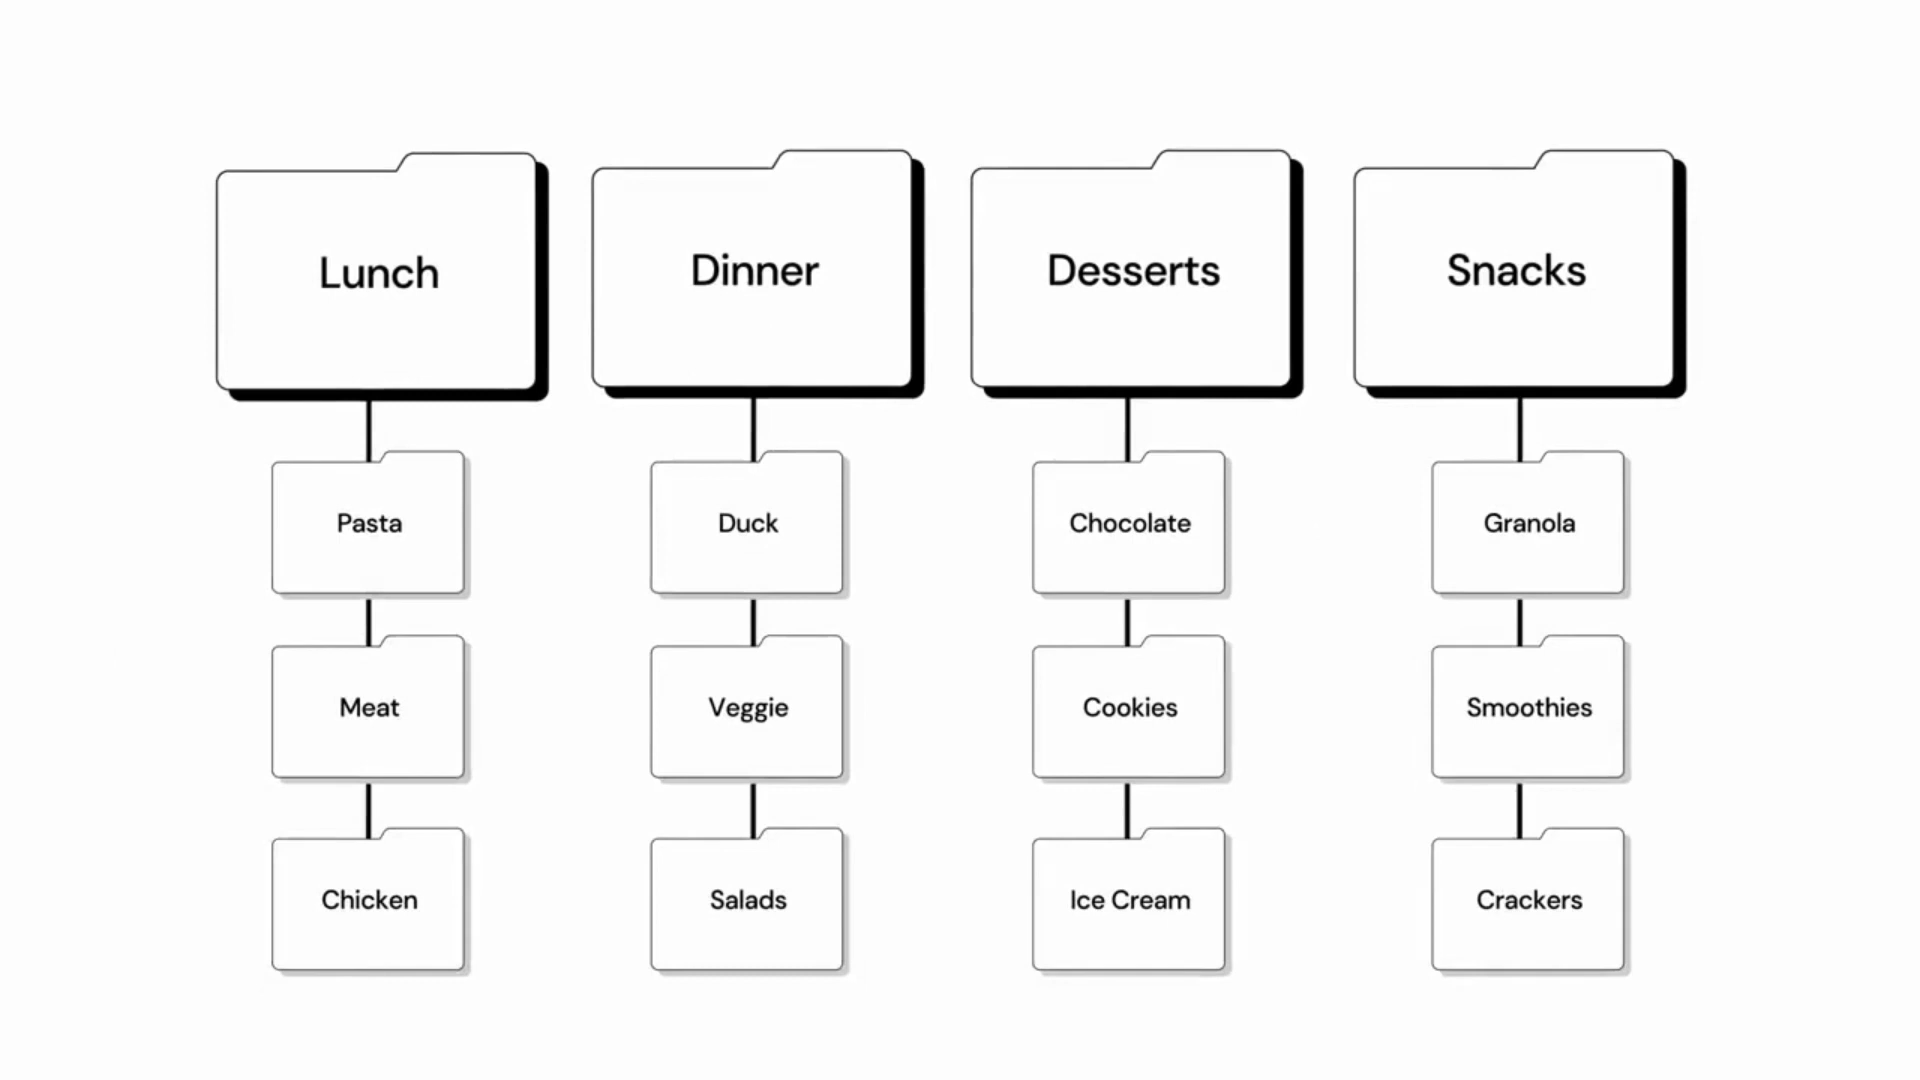 Lunch
Dinner
Desserts
Snacks
Pasta
Duck
Chocolate
Granola
Meat
Veggie
Cookies
Smoothies
Chicken
Salads
Ice Cream
Crackers